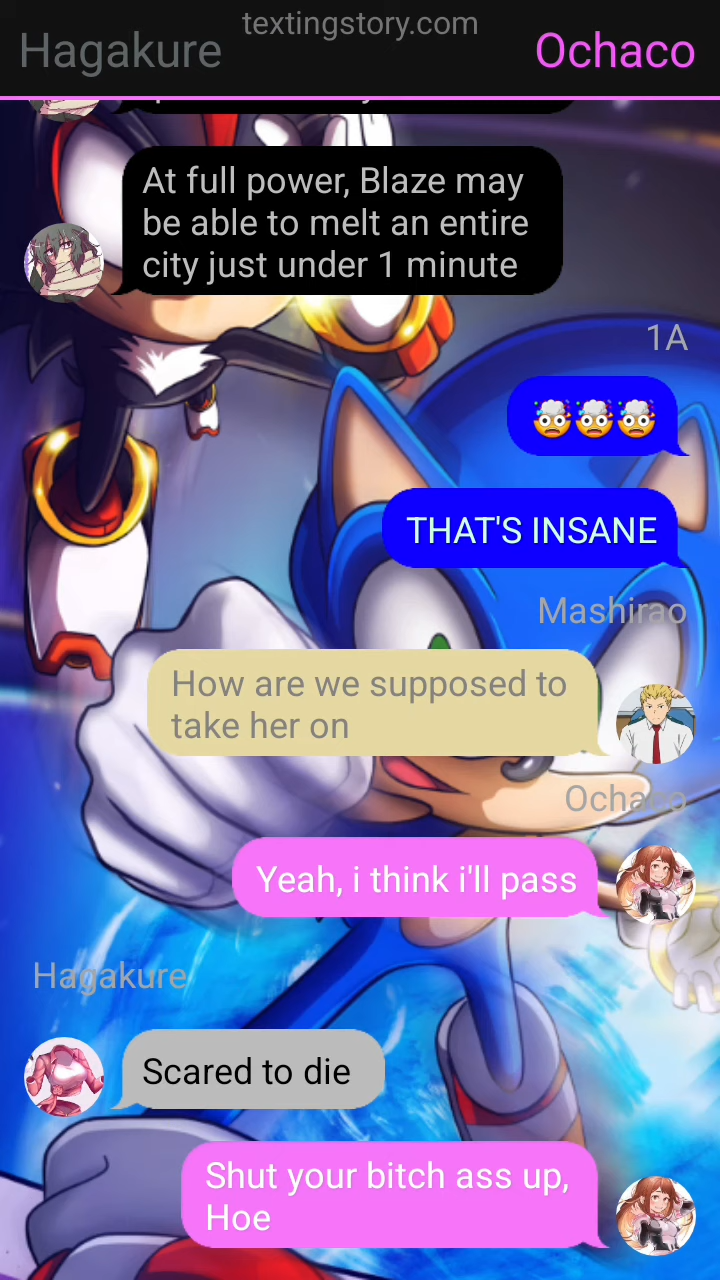 textingstory.com
Hagakure
Ochaco
At full power, Blaze may
be able to melt an entire
city just under 1 minute
1A
🤯🤯🤯
THAT'S INSANE
Mashirao
How are we supposed to
take her on
Ochaco
Yeah, i think i'll pass
Hagakure
Scared to die
Shut your bitch ass up,
Hoe